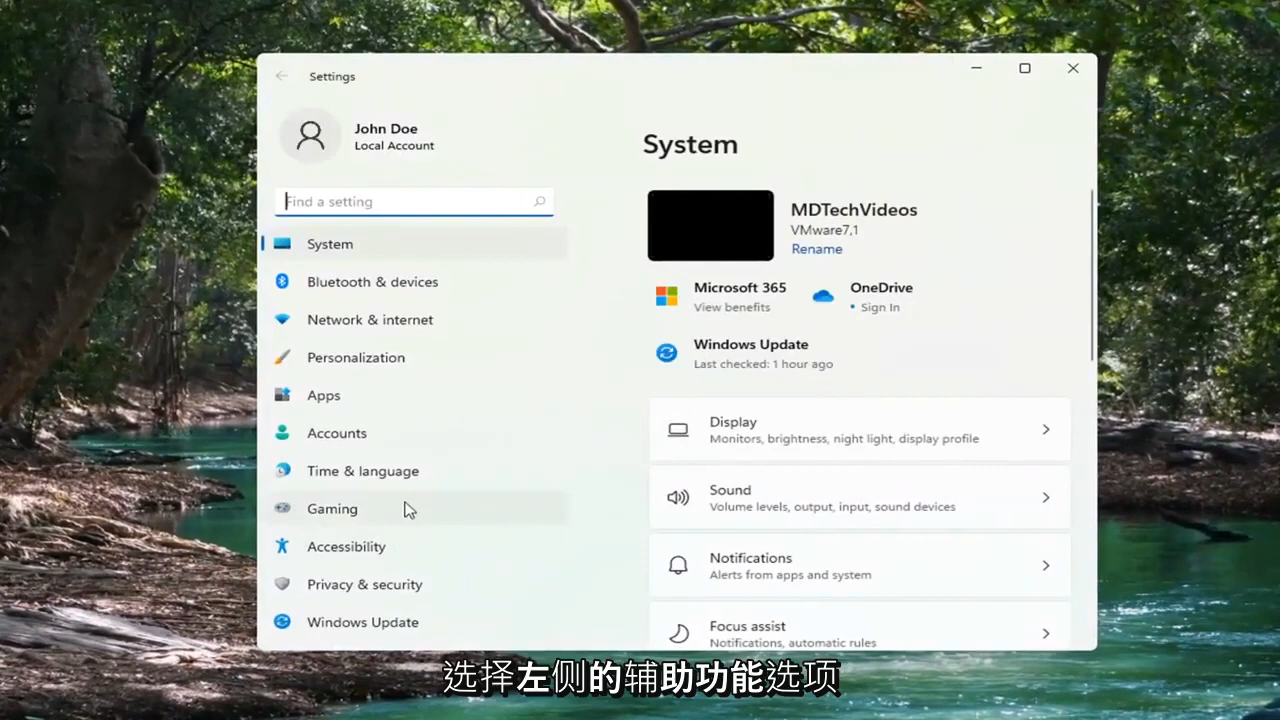 Settings
John Doe
Local Account
Find a setting
System
Bluetooth & devices
Network & internet
Personalization
Apps
Accounts
Time & language
Gaming
Accessibility
Privacy & security
Windows Update
System
MDTechVideos
VMware7,1
Rename
Microsoft 365
View benefits
OneDrive
• Sign In
Windows Update
Last checked: 1 hour ago
Display
Monitors, brightness, night light, display profile
Sound
Volume levels, output, input, sound devices
Notifications
Alerts from apps and system
Focus assist
Notifications, automatic rules
选择左侧的辅助功能选项